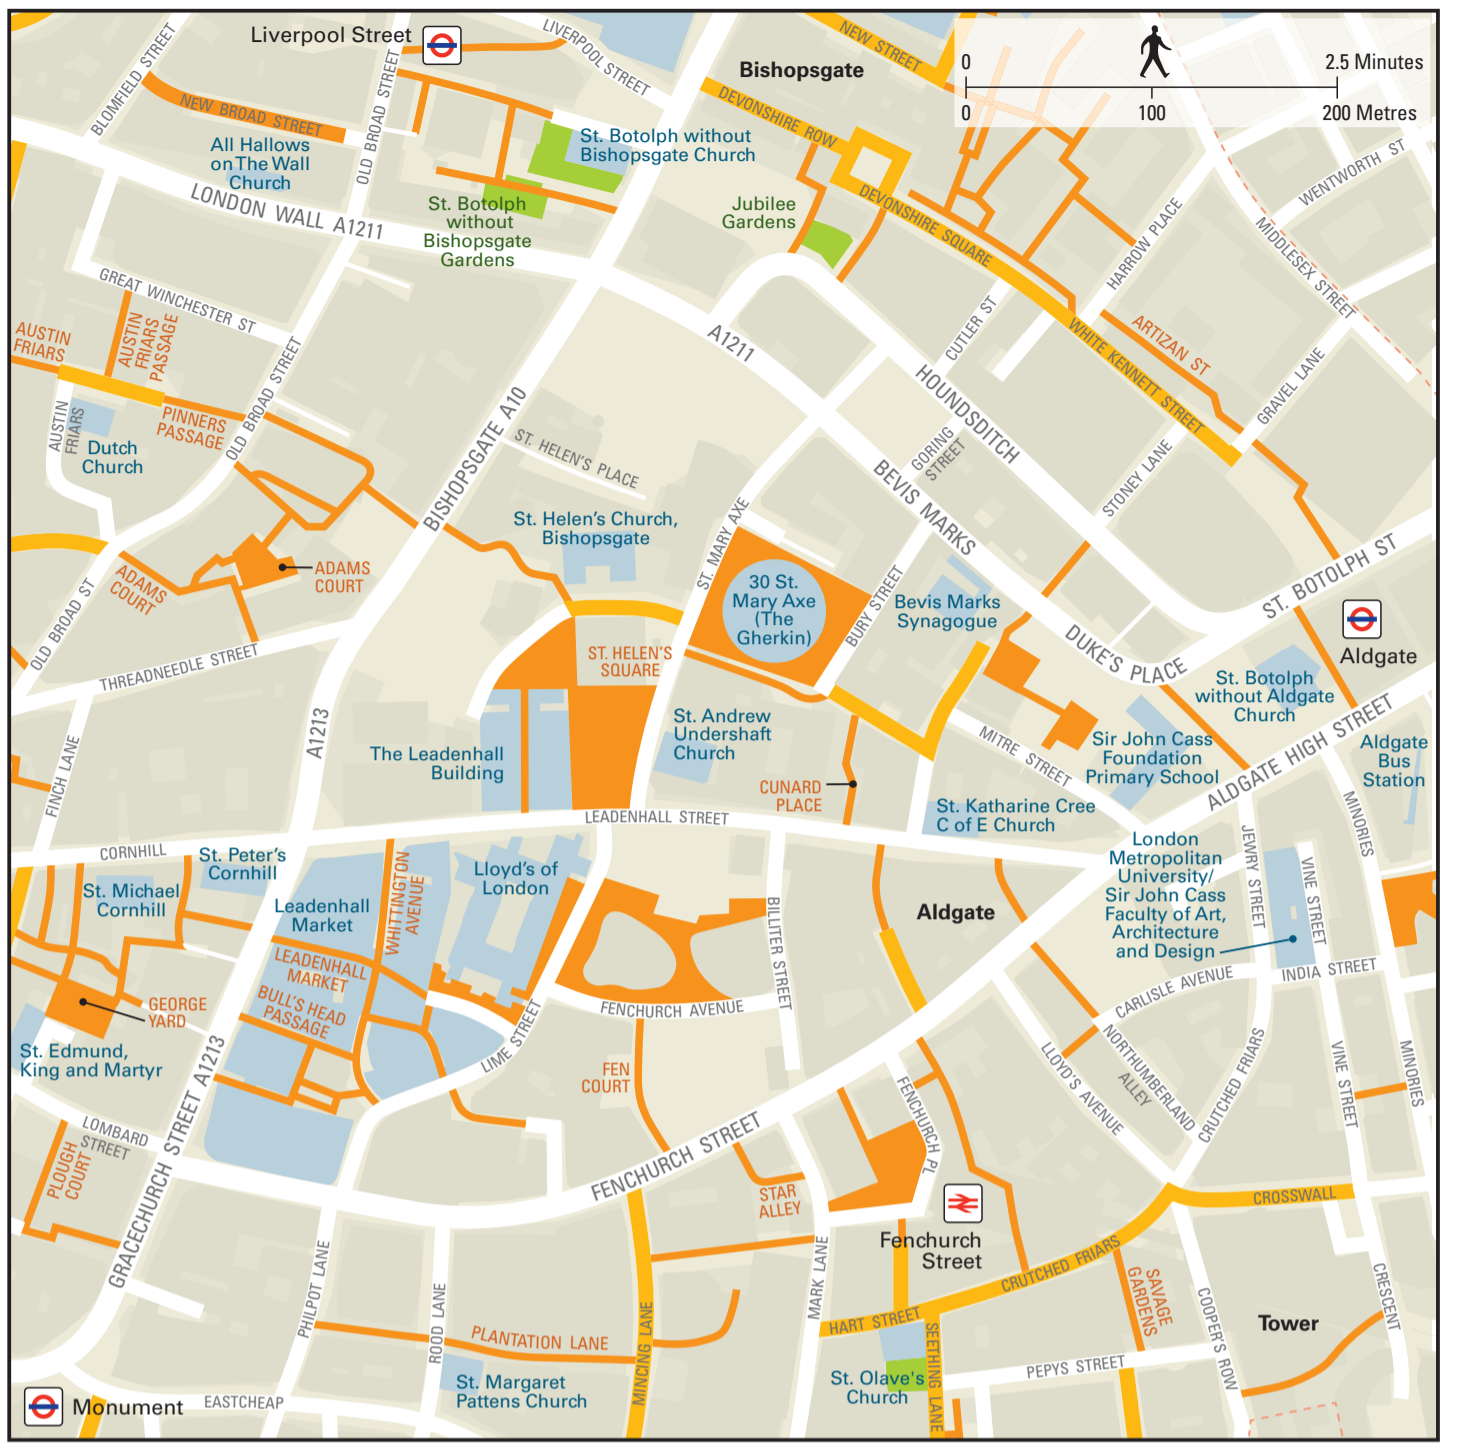 Liverpool Street
LIVERPOOL STREET
NEW STREET
0
2.5 Minutes
0
100
200 Metres
BLOMFIELD STREET
NEW BROAD STREET
OLD BROAD STREET
Bishopsgate
DEVONSHIRE ROW
All Hallows
on The Wall
Church
St. Botolph without
Bishopsgate Church
LONDON WALL A1211
St. Botolph
without
Bishopsgate
Gardens
Jubilee
Gardens
DEVONSHIRE SQUARE
HARROW PLACE
WENTWORTH ST
MIDDLESEX STREET
GREAT WINCHESTER ST
AUSTIN
FRIARS
AUSTIN
FRIARS
PASSAGE
A1211
CUTLER ST
WHITE KENNETT STREET
ARTIZAN ST
GRAVEL LANE
OLD BROAD STREET
PINNERS
PASSAGE
AUSTIN
FRIARS
Dutch
Church
BISHOPSGATE A10
ST. HELEN'S PLACE
HOUNDSDITCH
GORING
STREET
STONEY LANE
BEVIS MARKS
St. Helen's Church,
Bishopsgate
ST. MARY AXE
30 St.
Mary Axe
(The
Gherkin)
BURY STREET
Bevis Marks
Synagogue
ST. BOTOLPH ST
Aldgate
ADAMS
COURT
ADAMS
COURT
OLD BROAD ST
THREADNEEDLE STREET
ST. HELEN'S
SQUARE
DUKE'S PLACE
St. Botolph
without Aldgate
Church
A1213
The Leadenhall
Building
St. Andrew
Undershaft
Church
CUNARD
PLACE
MITRE STREET
Sir John Cass
Foundation
Primary School
ALDGATE HIGH STREET
Aldgate
Bus
Station
FINCH LANE
LEADENHALL STREET
St. Katharine Cree
C of E Church
MINORIES
CORNHILL
St. Peter's
Cornhill
St. Michael
Cornhill
Leadenhall
Market
WHITTINGTON
AVENUE
Lloyd's of
London
BILLITER STREET
Aldgate
London
Metropolitan
University/
Sir John Cass
Faculty of Art,
Architecture
and Design
JEWRY STREET
VINE STREET
LEADENHALL
MARKET
BULL'S HEAD
PASSAGE
GEORGE
YARD
FENCHURCH AVENUE
CARLISLE AVENUE
INDIA STREET
St. Edmund,
King and Martyr
LIME STREET
FEN
COURT
LLOYD'S AVENUE
NORTHUMBERLAND
ALLEY
CRUTCHED FRIARS
VINE STREET
MINORIES
LOMBARD
STREET
PLOUGH
COURT
GRACECHURCH STREET A1213
FENCHURCH STREET
FENCHURCH PL
STAR
ALLEY
CROSSWALL
Fenchurch
Street
CRUTCHED FRIARS
SAVAGE
GARDENS
COOPER'S ROW
CRESCENT
PHILPOT LANE
ROOD LANE
PLANTATION LANE
MINCING LANE
MARK LANE
HART STREET
SEETHING LANE
PEPYS STREET
Tower
St. Olave's
Church
St. Margaret
Pattens Church
Monument
EASTCHEAP